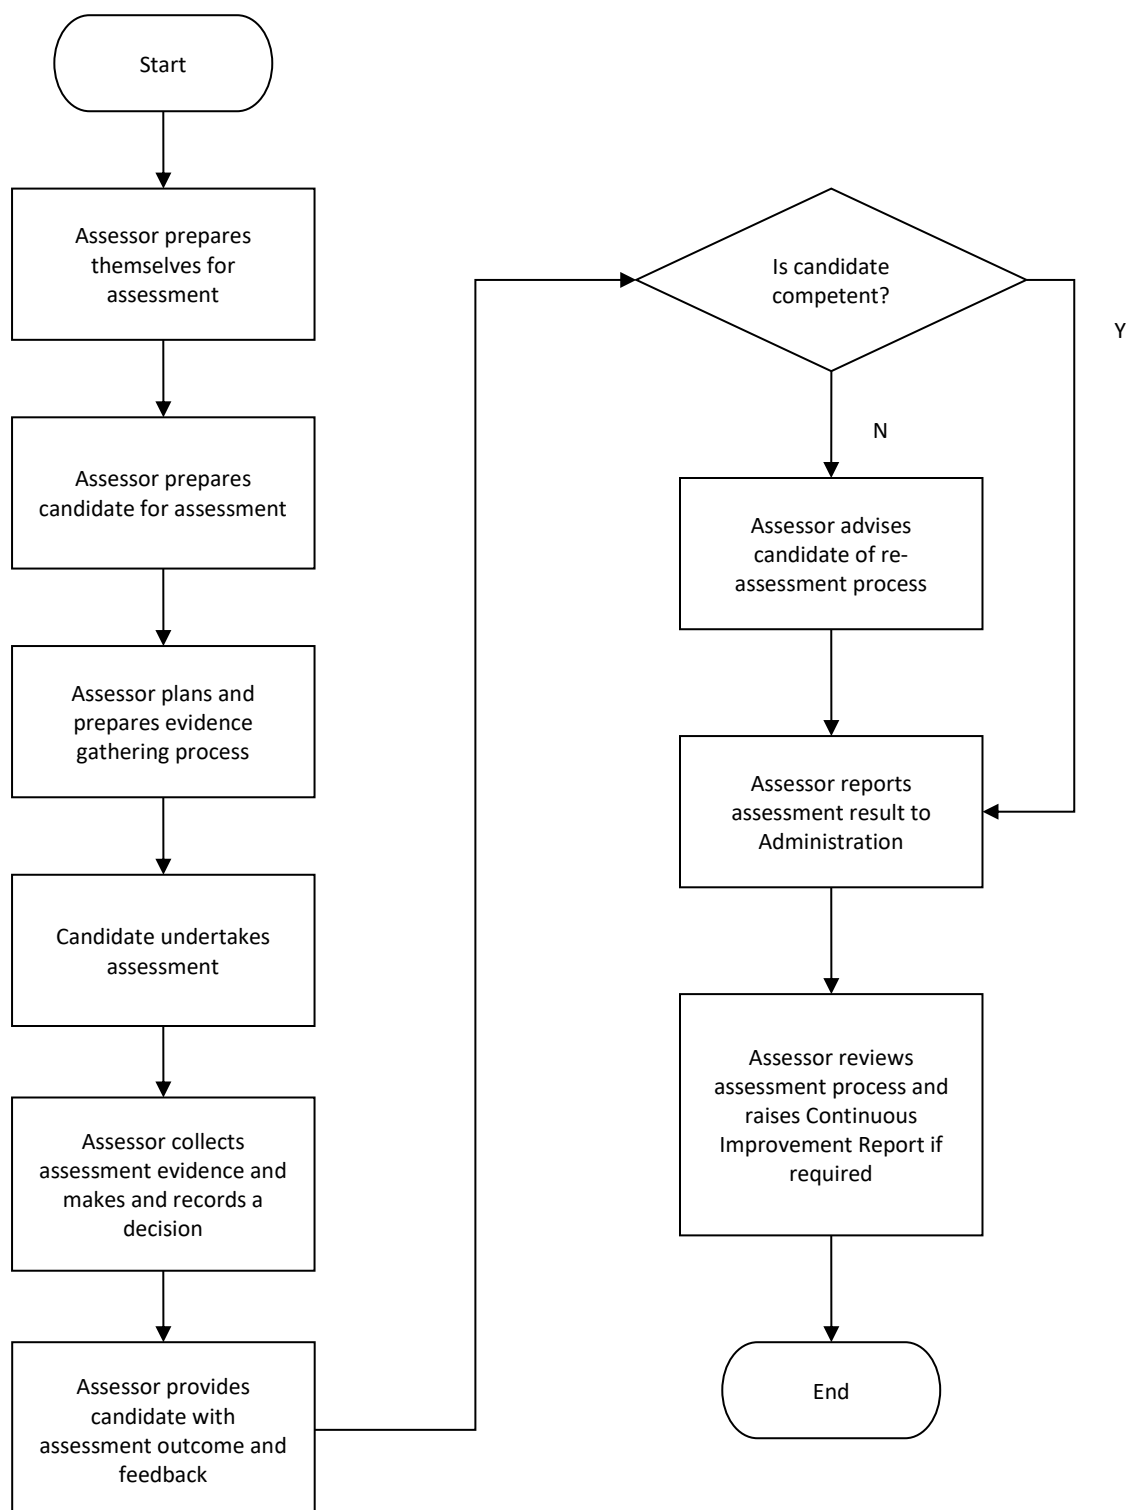 Start
Assessor prepares
themselves for
assessment
Assessor prepares
candidate for assessment
Assessor plans and
prepares evidence
gathering process
Candidate undertakes
assessment
Assessor collects
assessment evidence and
makes and records a
decision
Assessor provides
candidate with
assessment outcome and
feedback
Is candidate
competent?
Y
N
Assessor advises
candidate of re-
assessment process
Assessor reports
assessment result to
Administration
Assessor reviews
assessment process and
raises Continuous
Improvement Report if
required
End